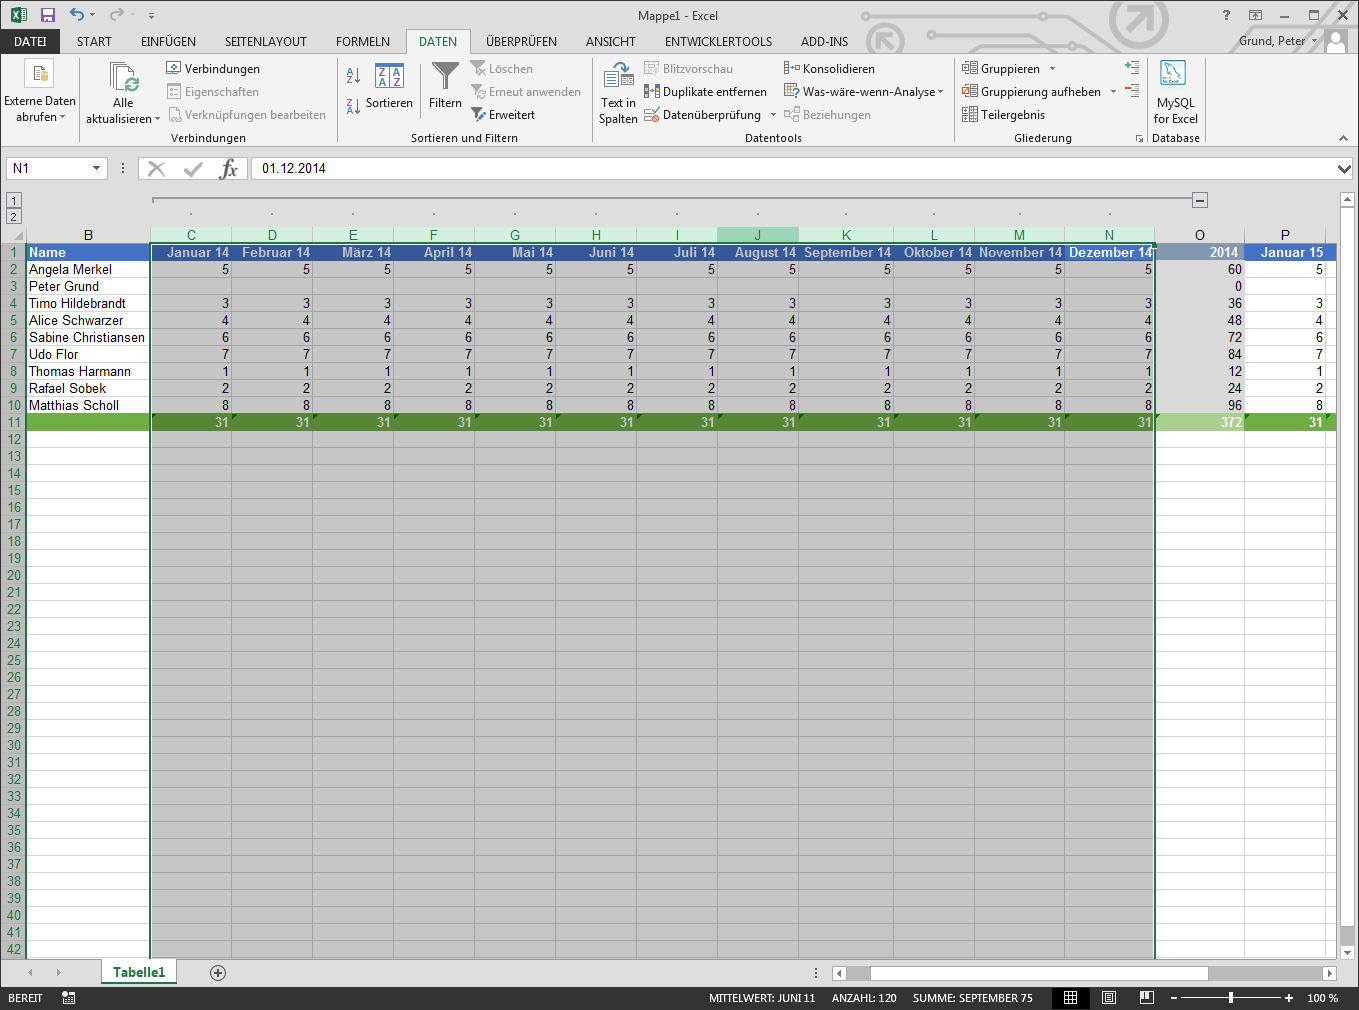 Mappe1 - Excel
?
DATEI START EINFÜGEN SEITENLAYOUT FORMELN DATEN ÜBERPRÜFEN ANSICHT ENTWICKLERTOOLS ADD-INS Grund, Peter
Externe Daten abrufen
Alle aktualisieren
Verbindungen
Eigenschaften
Verknüpfungen bearbeiten
Verbindungen
Sortieren
Filtern
Löschen
Erneut anwenden
Erweitert
Sortieren und Filtern
Text in Spalten
Blitzvorschau
Duplikate entfernen
Datenüberprüfung
Konsolidieren
Was-wäre-wenn-Analyse
Beziehungen
Datentools
Gruppieren
Gruppierung aufheben
Teilergebnis
Gliederung
MySQL for Excel
Database
N1 fx 01.12.2014
1
2
B C D E F G H I J K L M N O P
1 Name Januar 14 Februar 14 März 14 April 14 Mai 14 Juni 14 Juli 14 August 14 September 14 Oktober 14 November 14 Dezember 14 2014 Januar 15
2 Angela Merkel 5 5 5 5 5 5 5 5 5 5 5 5 60 5
3 Peter Grund 0
4 Timo Hildebrandt 3 3 3 3 3 3 3 3 3 3 3 3 36 3
5 Alice Schwarzer 4 4 4 4 4 4 4 4 4 4 4 4 48 4
6 Sabine Christiansen 6 6 6 6 6 6 6 6 6 6 6 6 72 6
7 Udo Flor 7 7 7 7 7 7 7 7 7 7 7 7 84 7
8 Thomas Harmann 1 1 1 1 1 1 1 1 1 1 1 1 12 1
9 Rafael Sobek 2 2 2 2 2 2 2 2 2 2 2 2 24 2
10 Matthias Scholl 8 8 8 8 8 8 8 8 8 8 8 8 96 8
11 31 31 31 31 31 31 31 31 31 31 31 31 372 31
12
13
14
15
16
17
18
19
20
21
22
23
24
25
26
27
28
29
30
31
32
33
34
35
36
37
38
39
40
41
42
Tabelle1
BEREIT MITTELWERT: JUNI 11 ANZAHL: 120 SUMME: SEPTEMBER 75 100 %